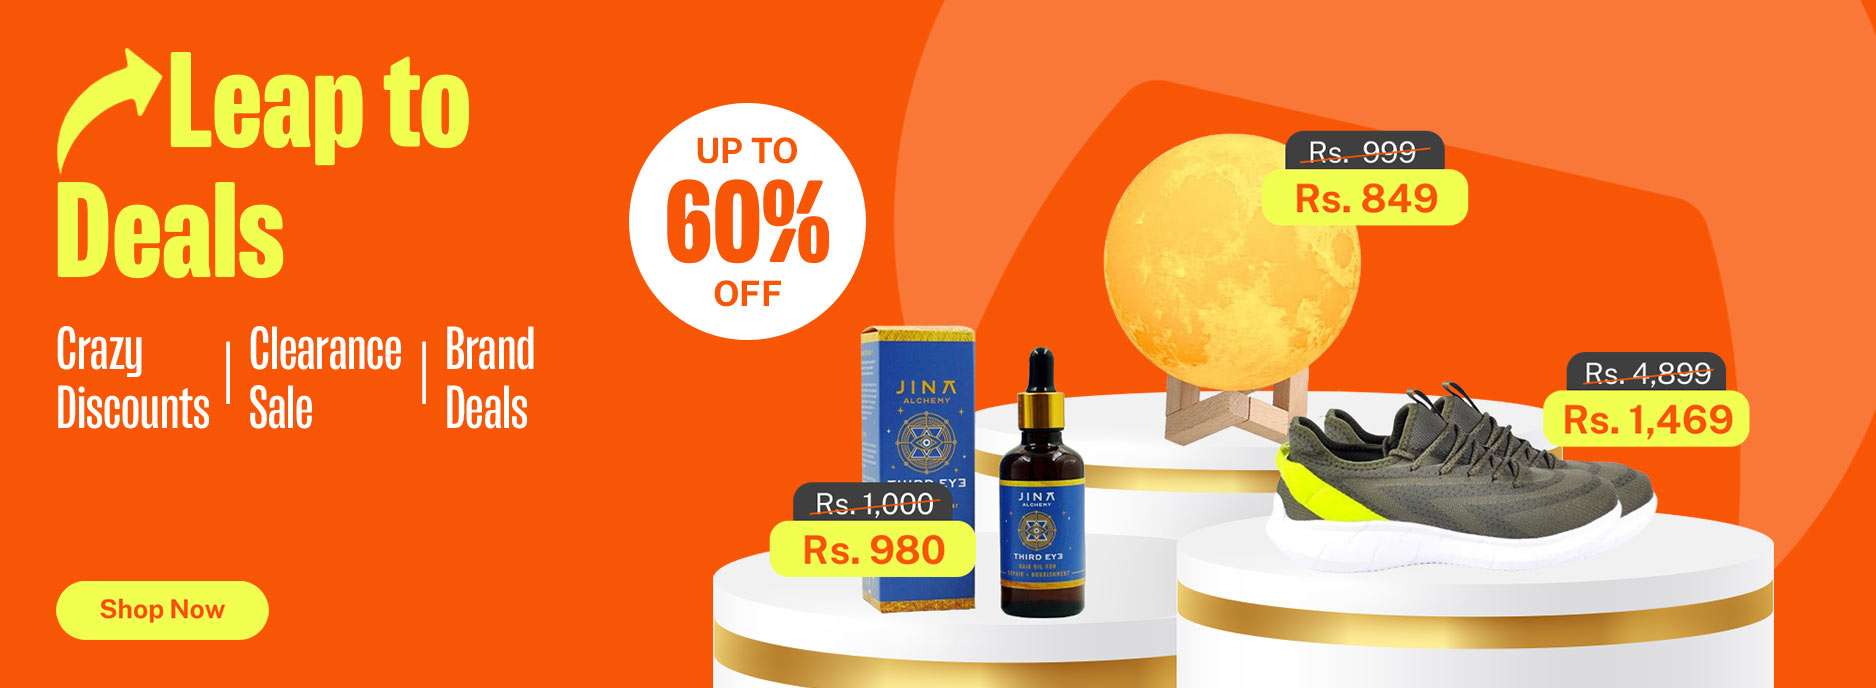 Leap to
Deals
Crazy
Discounts
Clearance
Sale
Brand
Deals
Shop Now
UP TO
60%
OFF
Rs. 999
Rs. 849
Rs. 4,899
Rs. 1,469
Rs. 1,000
Rs. 980
JINA
ALCHEMY
THIRD EYE
JINA
ALCHEMY
THIRD EYE
HAIR OIL FOR
REPAIR + NOURISHMENT